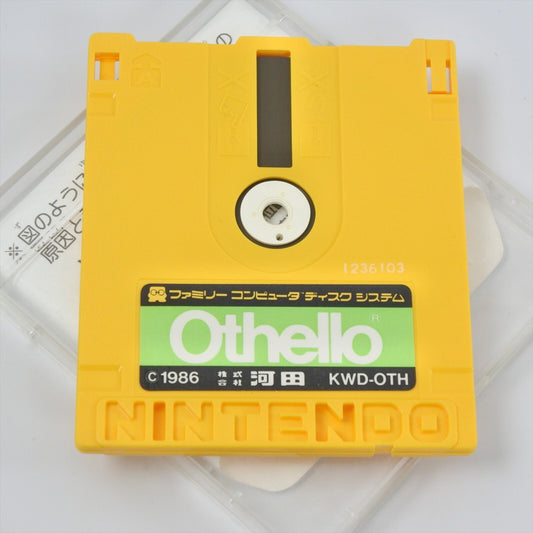 A
1236103
ファミリー コンピュータ ディスク システム
Othello R
C 1986 株式会社 河田 KWD-OTH
NINTENDO
※図のように
原因と